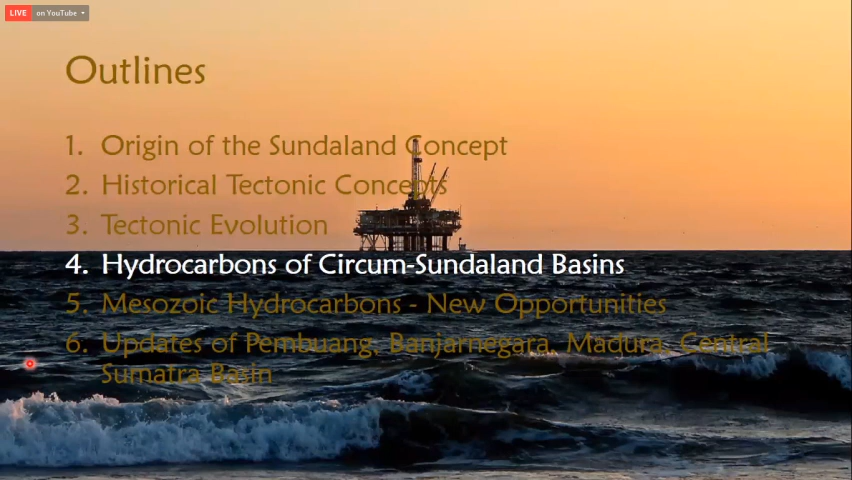 LIVE on YouTube
Outlines
1. Origin of the Sundaland Concept
2. Historical Tectonic Concepts
3. Tectonic Evolution
4. Hydrocarbons of Circum-Sundaland Basins
5. Mesozoic Hydrocarbons - New Opportunities
6. Updates of Pembuang, Banjarnegara, Madura, Central
Sumatra Basin